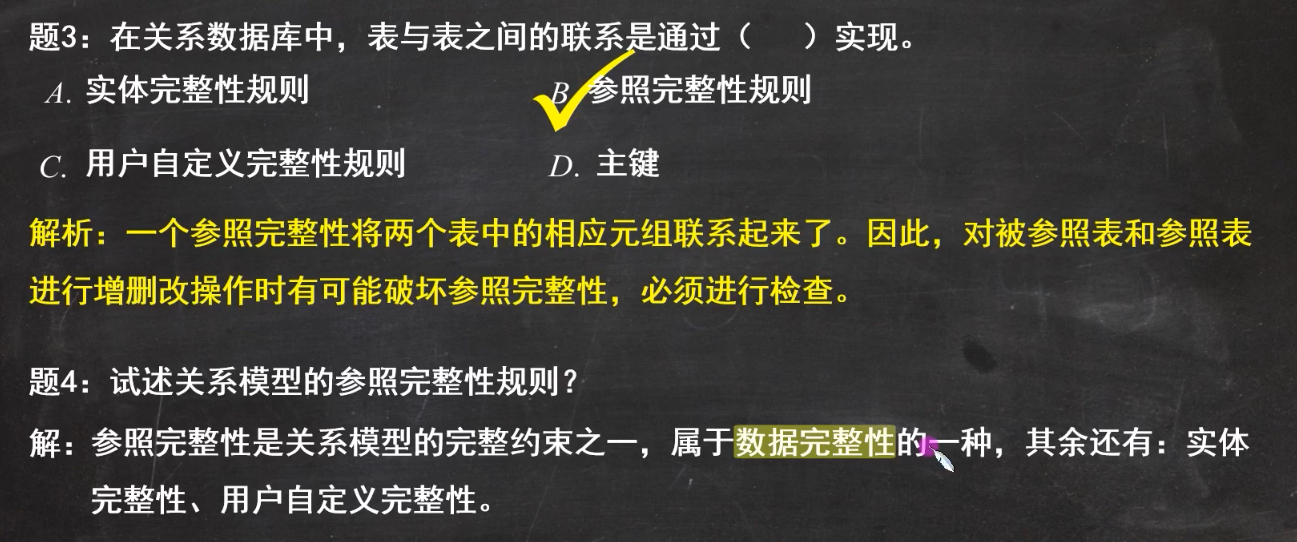 题3：在关系数据库中，表与表之间的联系是通过（ ）实现。
A. 实体完整性规则 B. 参照完整性规则
C. 用户自定义完整性规则 D. 主键
解析：一个参照完整性将两个表中的相应元组联系起来了。因此，对被参照表和参照表
进行增删改操作时有可能破坏参照完整性，必须进行检查。
题4：试述关系模型的参照完整性规则？
解：参照完整性是关系模型的完整约束之一，属于数据完整性的一种，其余还有：实体
完整性、用户自定义完整性。